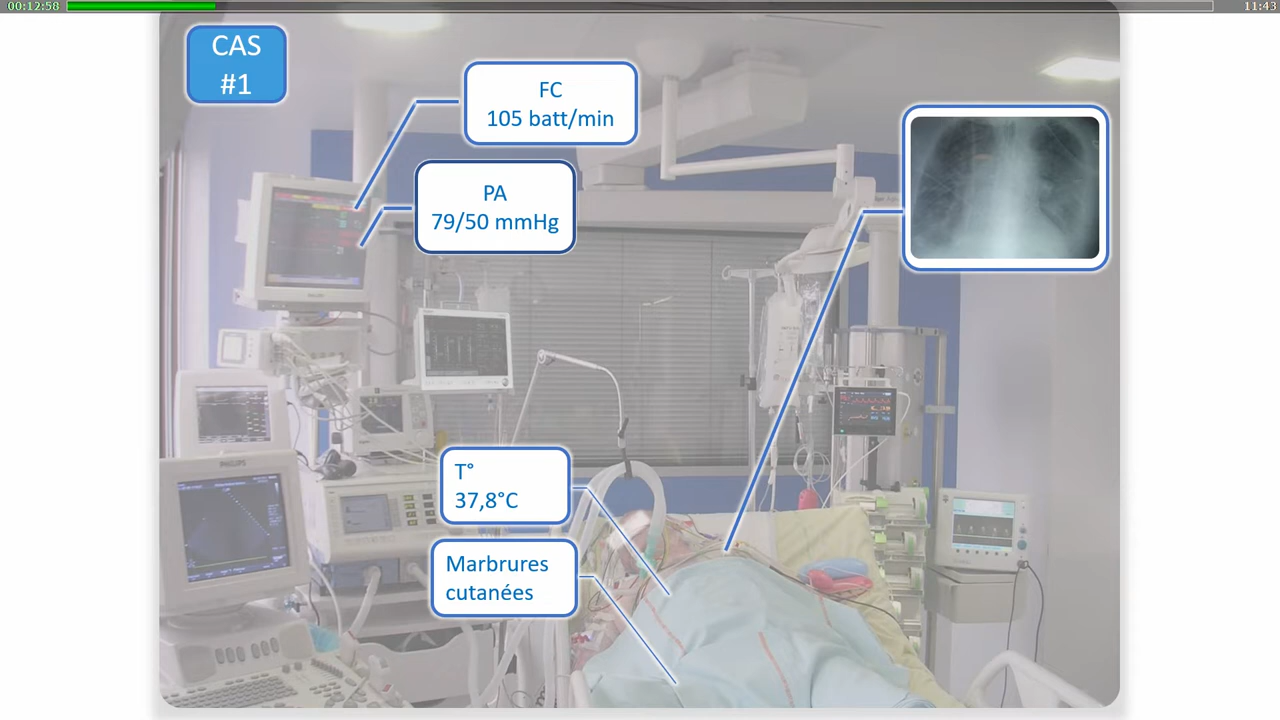 00:12:58
11:43
CAS
#1
FC
105 batt/min
PA
79/50 mmHg
T°
37,8°C
Marbrures
cutanées
PHILIPS